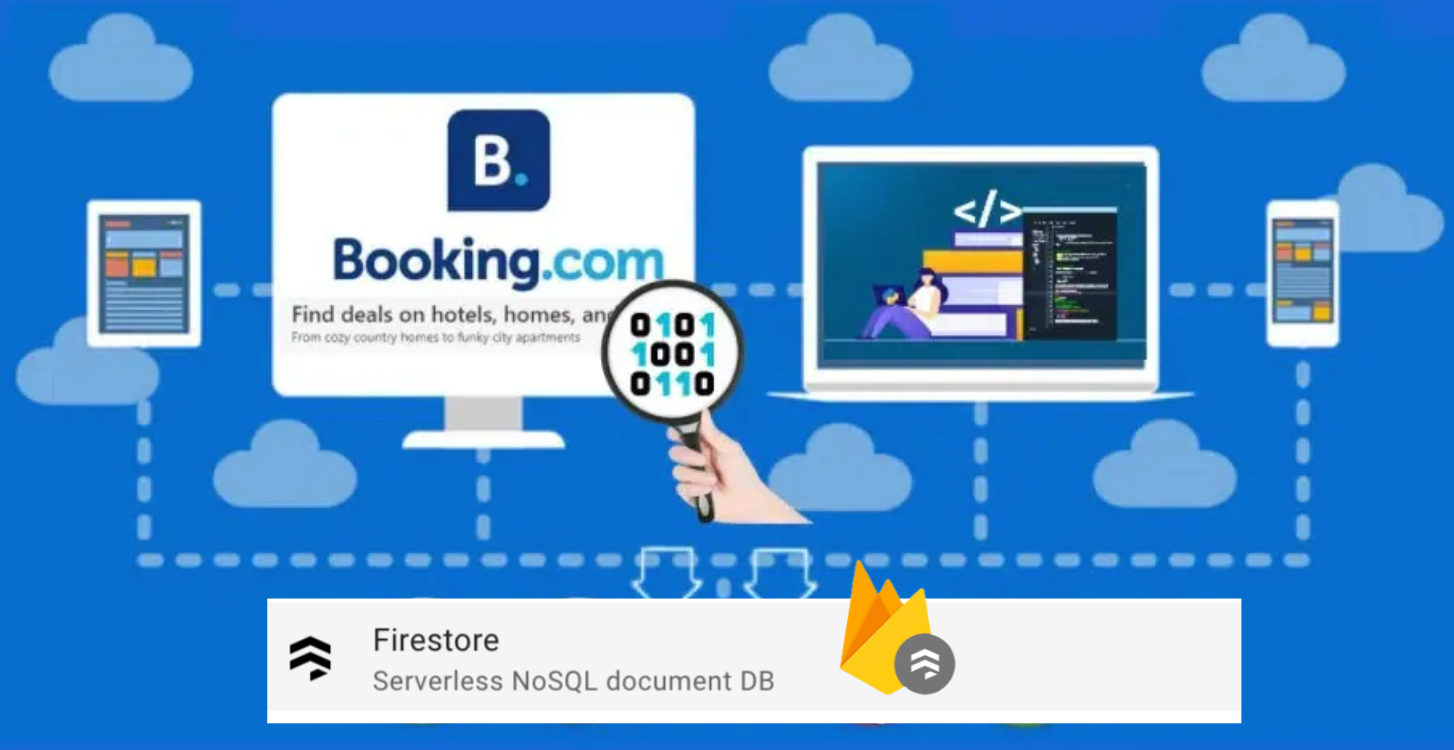 B.
Booking.com
Find deals on hotels, homes, and
From cozy country homes to funky city apartments
</>
0101
1001
0110
Firestore
Serverless NoSQL document DB